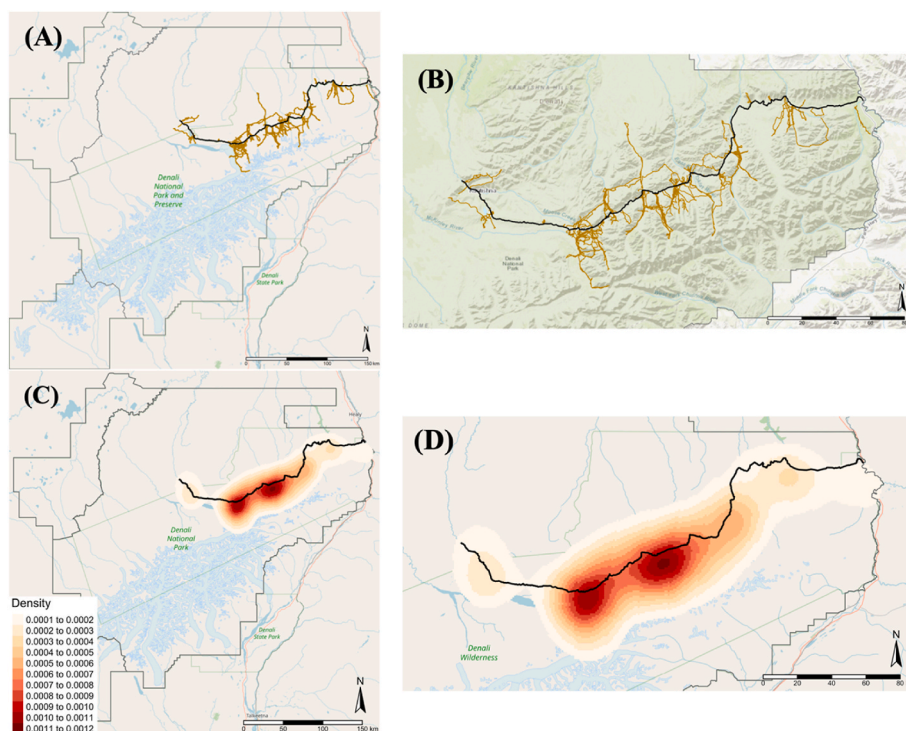 (A)
Denali
National
Park and
Preserve
Denali
State Park
N
0 50 100 150 km
(B)
KANTISHNA HILLS
Denali
National
Park
N
0 20 40 60
(C)
Healy
Denali
National
Park
Denali
State Park
Talkeetna
N
0 50 100 150 km
Density
0.0001 to 0.0002
0.0002 to 0.0003
0.0003 to 0.0004
0.0004 to 0.0005
0.0005 to 0.0006
0.0006 to 0.0007
0.0007 to 0.0008
0.0008 to 0.0009
0.0009 to 0.0010
0.0010 to 0.0011
0.0011 to 0.0012
(D)
Denali
Wilderness
N
0 20 40 60 80